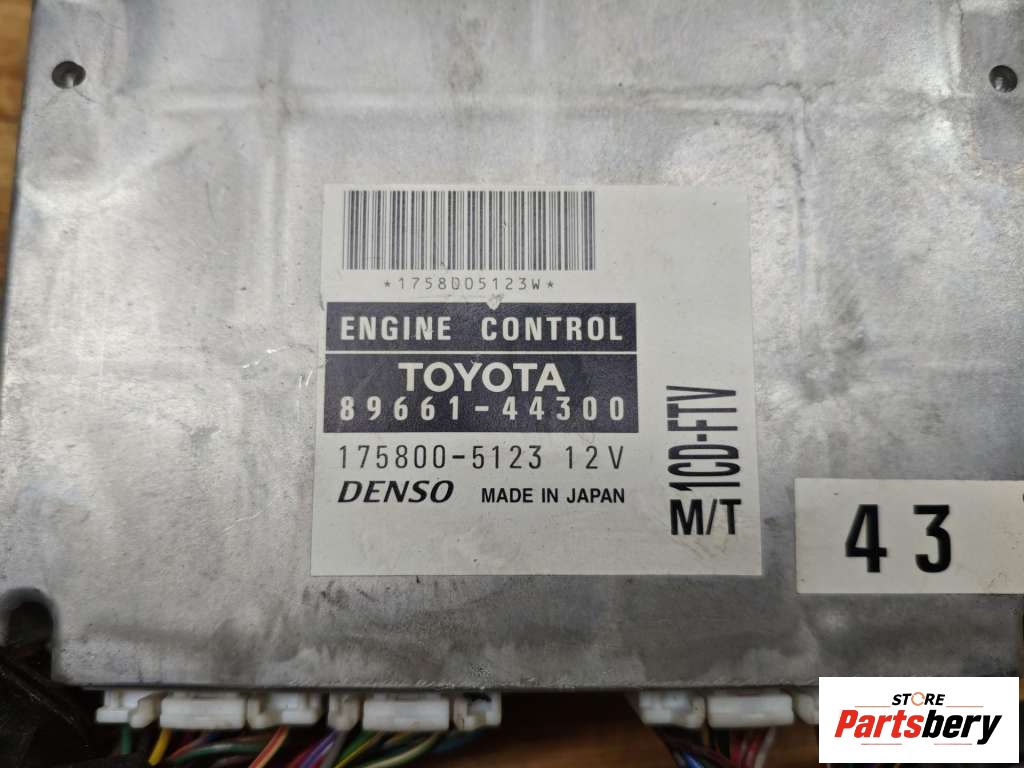 *1758005123W*
ENGINE CONTROL
TOYOTA
89661-44300
175800-5123 12V
DENSO MADE IN JAPAN
1CD-FTV
M/T
43
STORE
Partsbery